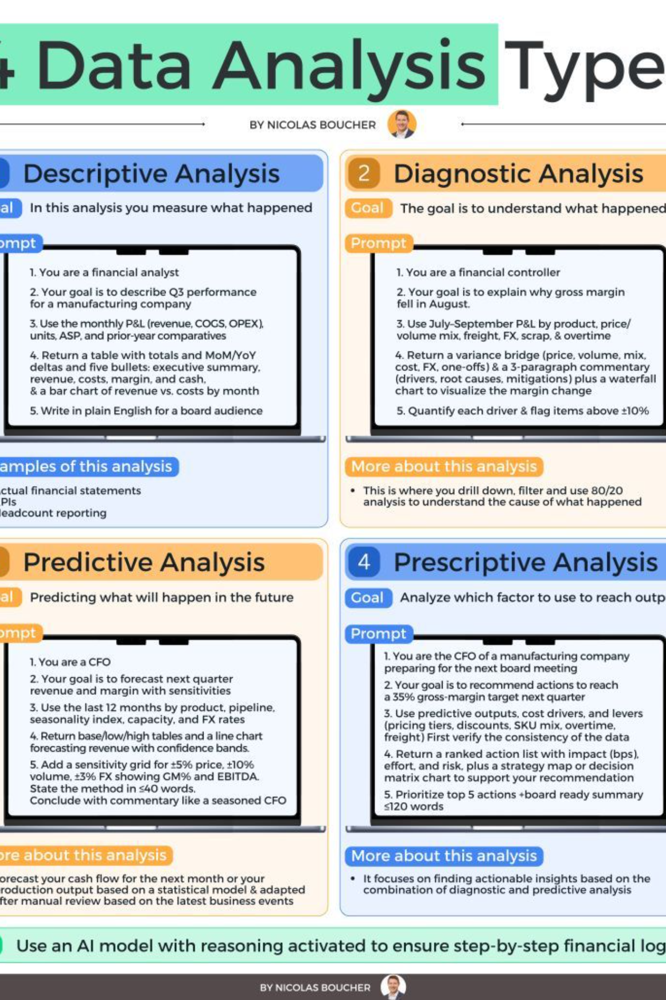 4 Data Analysis Type
BY NICOLAS BOUCHER
Descriptive Analysis
al In this analysis you measure what happened
ompt
1. You are a financial analyst
2. Your goal is to describe Q3 performance
for a manufacturing company
3. Use the monthly P&L (revenue, COGS, OPEX),
units, ASP, and prior-year comparatives
4. Return a table with totals and MoM/YoY
deltas and five bullets: executive summary,
revenue, costs, margin, and cash,
& a bar chart of revenue vs. costs by month
5. Write in plain English for a board audience
amples of this analysis
ctual financial statements
PIs
eadcount reporting
2 Diagnostic Analysis
Goal The goal is to understand what happened
Prompt
1. You are a financial controller
2. Your goal is to explain why gross margin
fell in August.
3. Use July–September P&L by product, price/
volume mix, freight, FX, scrap, & overtime
4. Return a variance bridge (price, volume, mix,
cost, FX, one-offs) & a 3-paragraph commentary
(drivers, root causes, mitigations) plus a waterfall
chart to visualize the margin change
5. Quantify each driver & flag items above ±10%
More about this analysis
• This is where you drill down, filter and use 80/20
analysis to understand the cause of what happened
Predictive Analysis
al Predicting what will happen in the future
ompt
1. You are a CFO
2. Your goal is to forecast next quarter
revenue and margin with sensitivities
3. Use the last 12 months by product, pipeline,
seasonality index, capacity, and FX rates
4. Return base/low/high tables and a line chart
forecasting revenue with confidence bands.
5. Add a sensitivity grid for ±5% price, ±10%
volume, ±3% FX showing GM% and EBITDA.
State the method in ≤40 words.
Conclude with commentary like a seasoned CFO
ore about this analysis
orecast your cash flow for the next month or your
roduction output based on a statistical model & adapted
fter manual review based on the latest business events
4 Prescriptive Analysis
Goal Analyze which factor to use to reach outp
Prompt
1. You are the CFO of a manufacturing company
preparing for the next board meeting
2. Your goal is to recommend actions to reach
a 35% gross-margin target next quarter
3. Use predictive outputs, cost drivers, and levers
(pricing tiers, discounts, SKU mix, overtime,
freight) First verify the consistency of the data
4. Return a ranked action list with impact (bps),
effort, and risk, plus a strategy map or decision
matrix chart to support your recommendation
5. Prioritize top 5 actions +board ready summary
≤120 words
More about this analysis
• It focuses on finding actionable insights based on the
combination of diagnostic and predictive analysis
Use an AI model with reasoning activated to ensure step-by-step financial log
BY NICOLAS BOUCHER